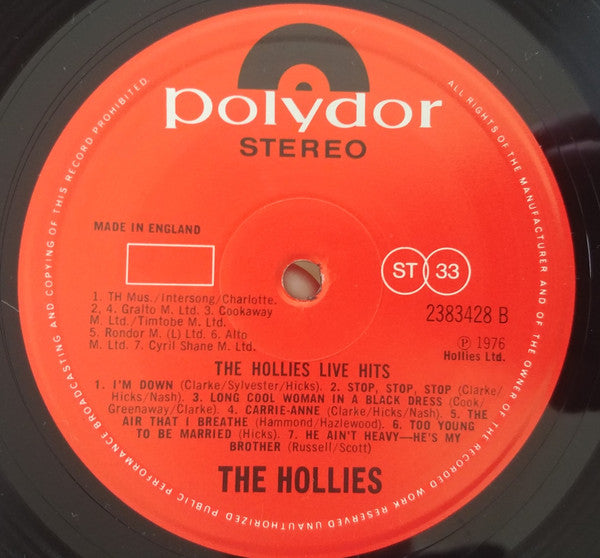 polydor
STEREO
MADE IN ENGLAND
ST 33
1. TH Mus./Intersong/Charlotte.
2, 4. Gralto M. Ltd. 3. Cookaway
M. Ltd./Timtobe M. Ltd.
5. Rondor M. (L) Ltd. 6. Alto
M. Ltd. 7. Cyril Shane M. Ltd.
2383428 B
Ⓟ 1976
Hollies Ltd.
THE HOLLIES LIVE HITS
1. I'M DOWN (Clarke/Sylvester/Hicks). 2. STOP, STOP, STOP (Clarke/
Hicks/Nash). 3. LONG COOL WOMAN IN A BLACK DRESS (Cook/
Greenaway/Clarke). 4. CARRIE-ANNE (Clarke/Hicks/Nash). 5. THE
AIR THAT I BREATHE (Hammond/Hazlewood). 6. TOO YOUNG
TO BE MARRIED (Hicks). 7. HE AIN'T HEAVY—HE'S MY
BROTHER (Russell/Scott)
THE HOLLIES
ALL RIGHTS OF THE MANUFACTURER AND OF THE OWNER OF THE RECORDED WORK RESERVED UNAUTHORIZED PUBLIC PERFORMANCE BROADCASTING AND COPYING OF THIS RECORD PROHIBITED.